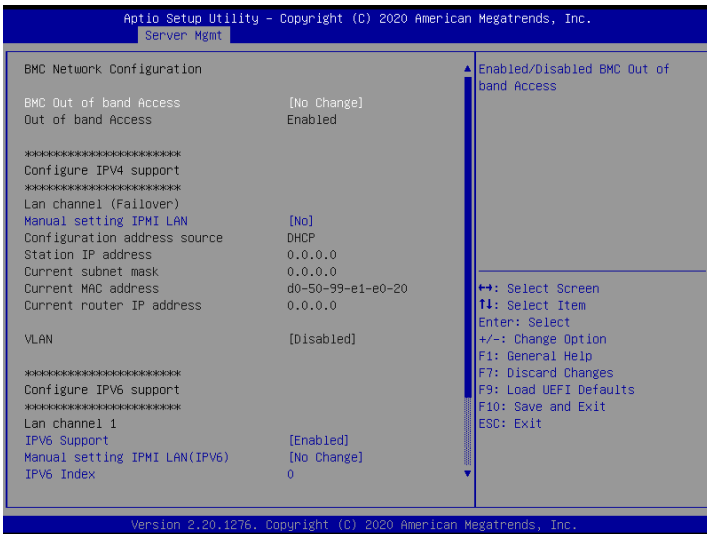 Aptio Setup Utility – Copyright (C) 2020 American Megatrends, Inc.
Server Mgmt
BMC Network Configuration
BMC Out of band Access [No Change]
Out of band Access Enabled
***********************
Configure IPV4 support
***********************
Lan channel (Failover)
Manual setting IPMI LAN [No]
Configuration address source DHCP
Station IP address 0.0.0.0
Current subnet mask 0.0.0.0
Current MAC address d0-50-99-e1-e0-20
Current router IP address 0.0.0.0
VLAN [Disabled]
***********************
Configure IPV6 support
***********************
Lan channel 1
IPV6 Support [Enabled]
Manual setting IPMI LAN(IPV6) [No Change]
IPV6 Index 0
Enabled/Disabled BMC Out of
band Access
↔: Select Screen
↑↓: Select Item
Enter: Select
+/-: Change Option
F1: General Help
F7: Discard Changes
F9: Load UEFI Defaults
F10: Save and Exit
ESC: Exit
Version 2.20.1276. Copyright (C) 2020 American Megatrends, Inc.